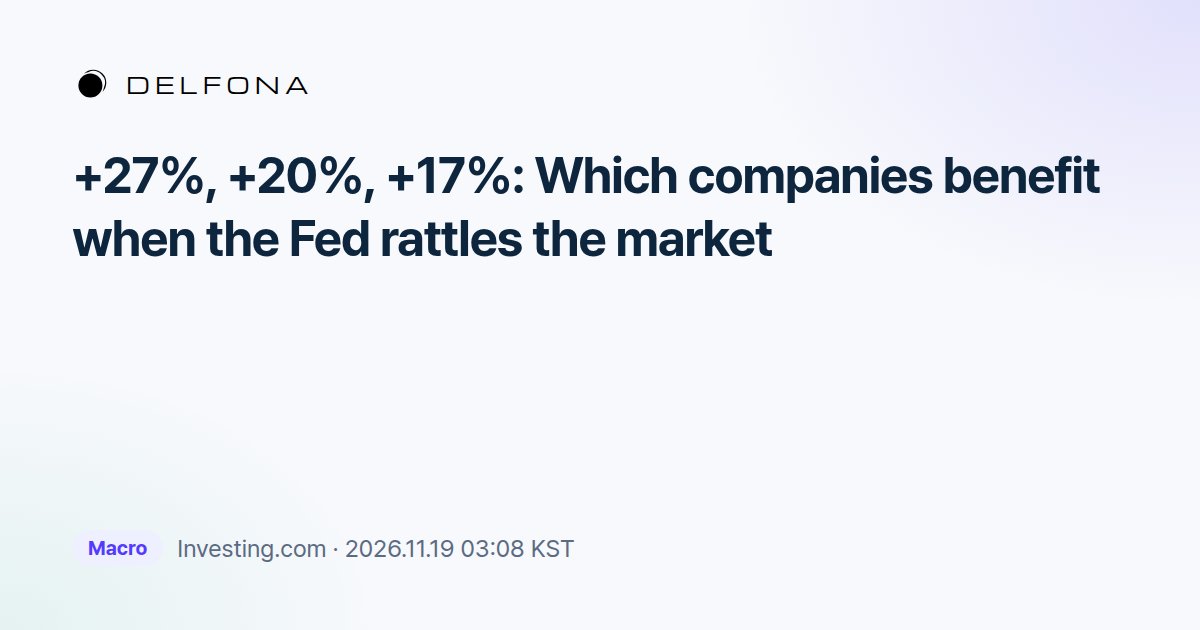 DELFONA
+27%, +20%, +17%: Which companies benefit
when the Fed rattles the market
Macro Investing.com · 2026.11.19 03:08 KST